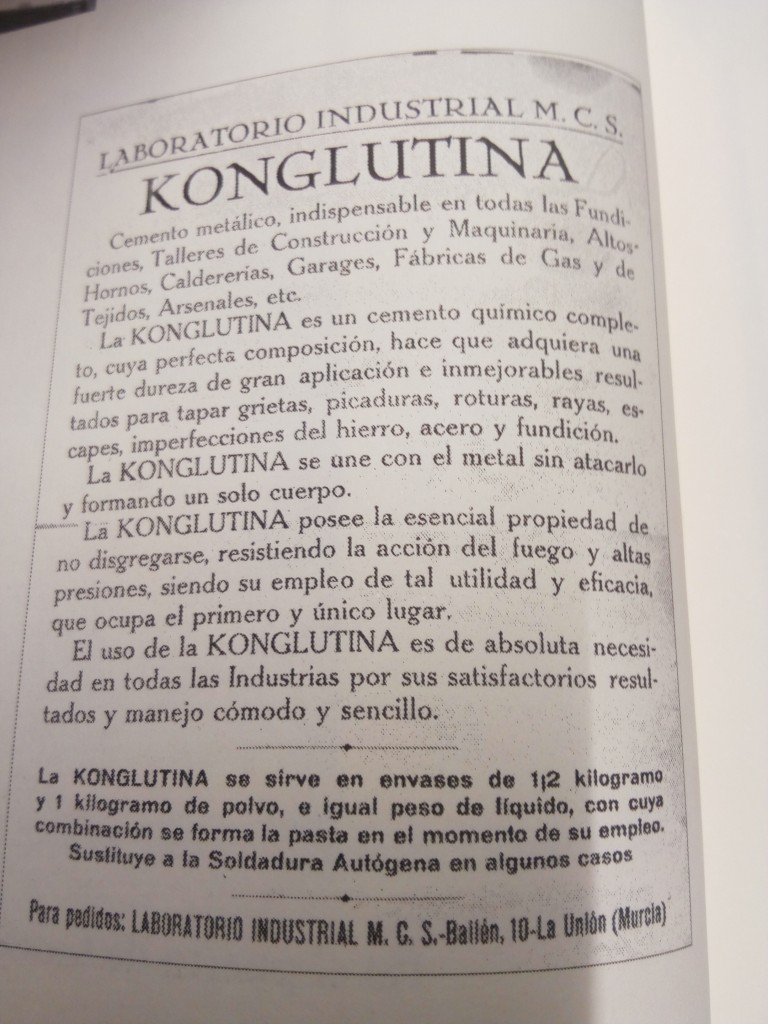 LABORATORIO INDUSTRIAL M. C. S.
KONGLUTINA
Cemento metálico, indispensable en todas las Fundi-
ciones, Talleres de Construcción y Maquinaria, Altos-
Hornos, Caldererías, Garages, Fábricas de Gas y de
Tejidos, Arsenales, etc.
La KONGLUTINA es un cemento químico comple-
to, cuya perfecta composición, hace que adquiera una
fuerte dureza de gran aplicación e inmejorables resul-
tados para tapar grietas, picaduras, roturas, rayas, es-
capes, imperfecciones del hierro, acero y fundición.
La KONGLUTINA se une con el metal sin atacarlo
y formando un solo cuerpo.
La KONGLUTINA posee la esencial propiedad de
no disgregarse, resistiendo la acción del fuego y altas
presiones, siendo su empleo de tal utilidad y eficacia,
que ocupa el primero y único lugar.
El uso de la KONGLUTINA es de absoluta necesi-
dad en todas las Industrias por sus satisfactorios resul-
tados y manejo cómodo y sencillo.
La KONGLUTINA se sirve en envases de 1¡2 kilogramo
y 1 kilogramo de polvo, e igual peso de líquido, con cuya
combinación se forma la pasta en el momento de su empleo.
Sustituye a la Soldadura Autógena en algunos casos
Para pedidos: LABORATORIO INDUSTRIAL M. C. S.-Bailén, 10-La Unión (Murcia)